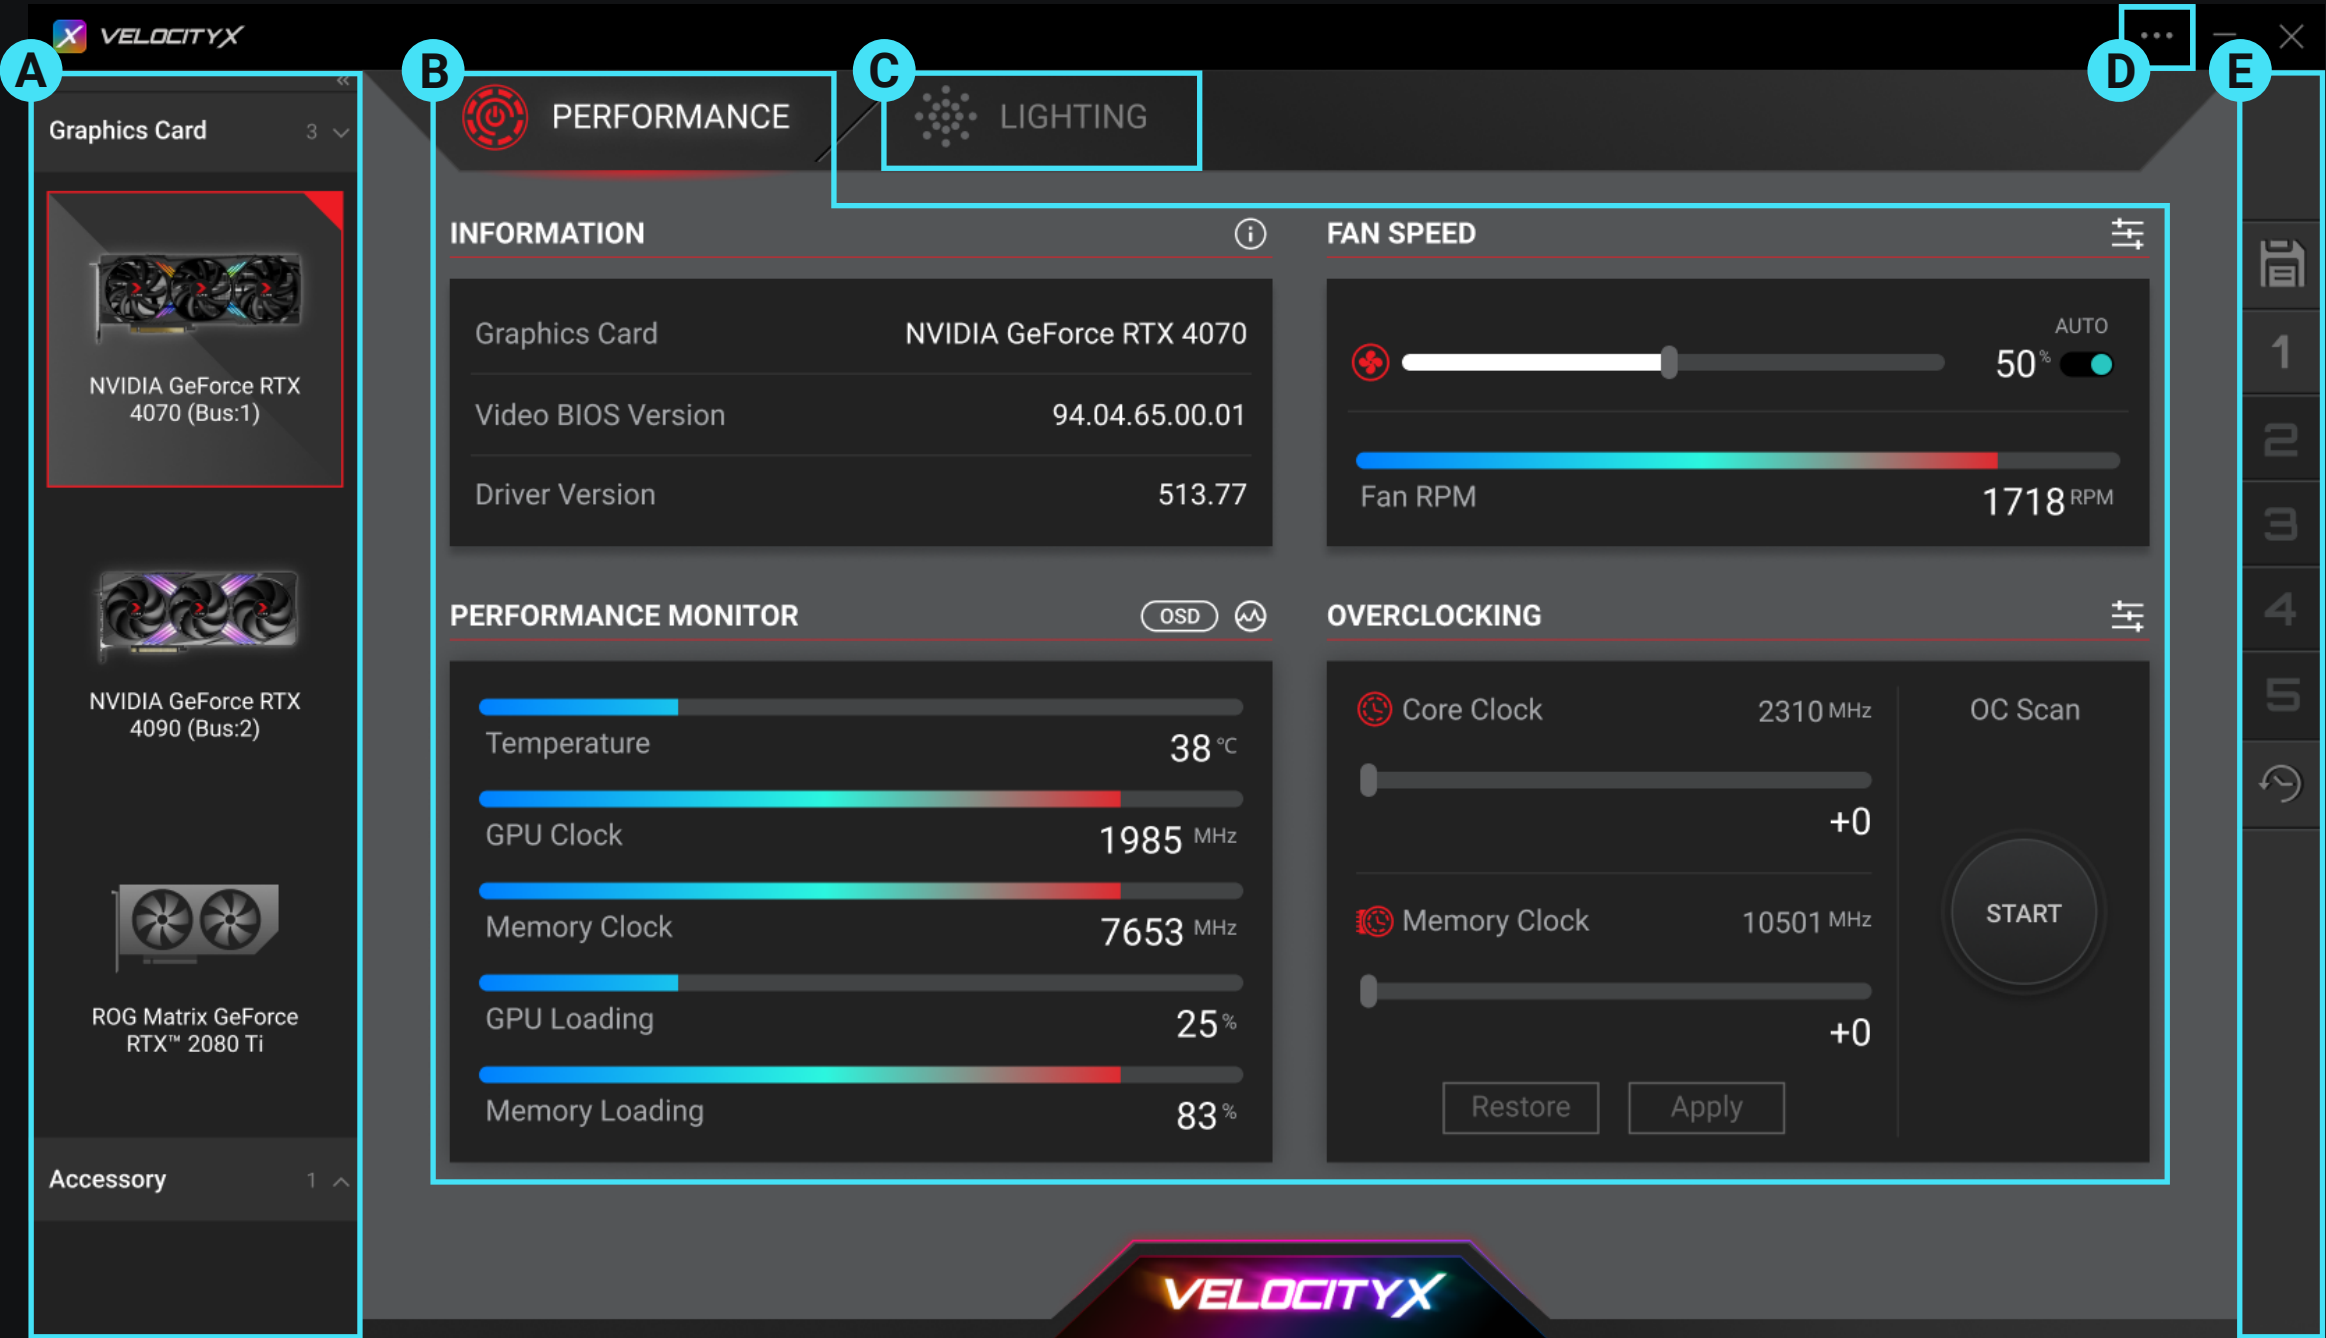 VELOCITYX
A
B
C
D
E
Graphics Card 3
NVIDIA GeForce RTX
4070 (Bus:1)
NVIDIA GeForce RTX
4090 (Bus:2)
ROG Matrix GeForce
RTX™ 2080 Ti
Accessory 1
PERFORMANCE
LIGHTING
INFORMATION
Graphics Card NVIDIA GeForce RTX 4070
Video BIOS Version 94.04.65.00.01
Driver Version 513.77
FAN SPEED
AUTO
50%
Fan RPM 1718 RPM
PERFORMANCE MONITOR OSD
Temperature 38 °C
GPU Clock 1985 MHz
Memory Clock 7653 MHz
GPU Loading 25%
Memory Loading 83%
OVERCLOCKING
Core Clock 2310 MHz
+0
Memory Clock 10501 MHz
+0
Restore Apply
OC Scan
START
1
2
3
4
5
VELOCITYX